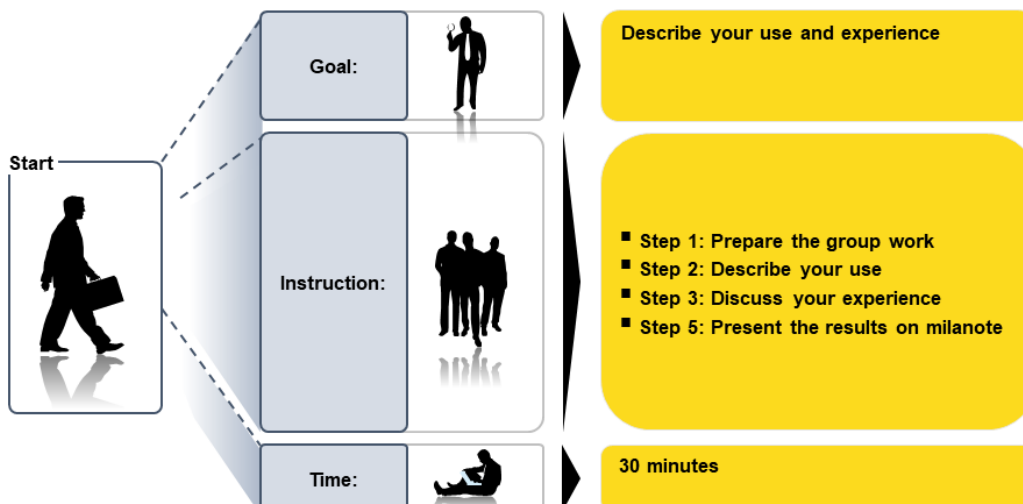 Start
Goal:
Describe your use and experience
Instruction:
▪ Step 1: Prepare the group work
▪ Step 2: Describe your use
▪ Step 3: Discuss your experience
▪ Step 5: Present the results on milanote
Time:
30 minutes